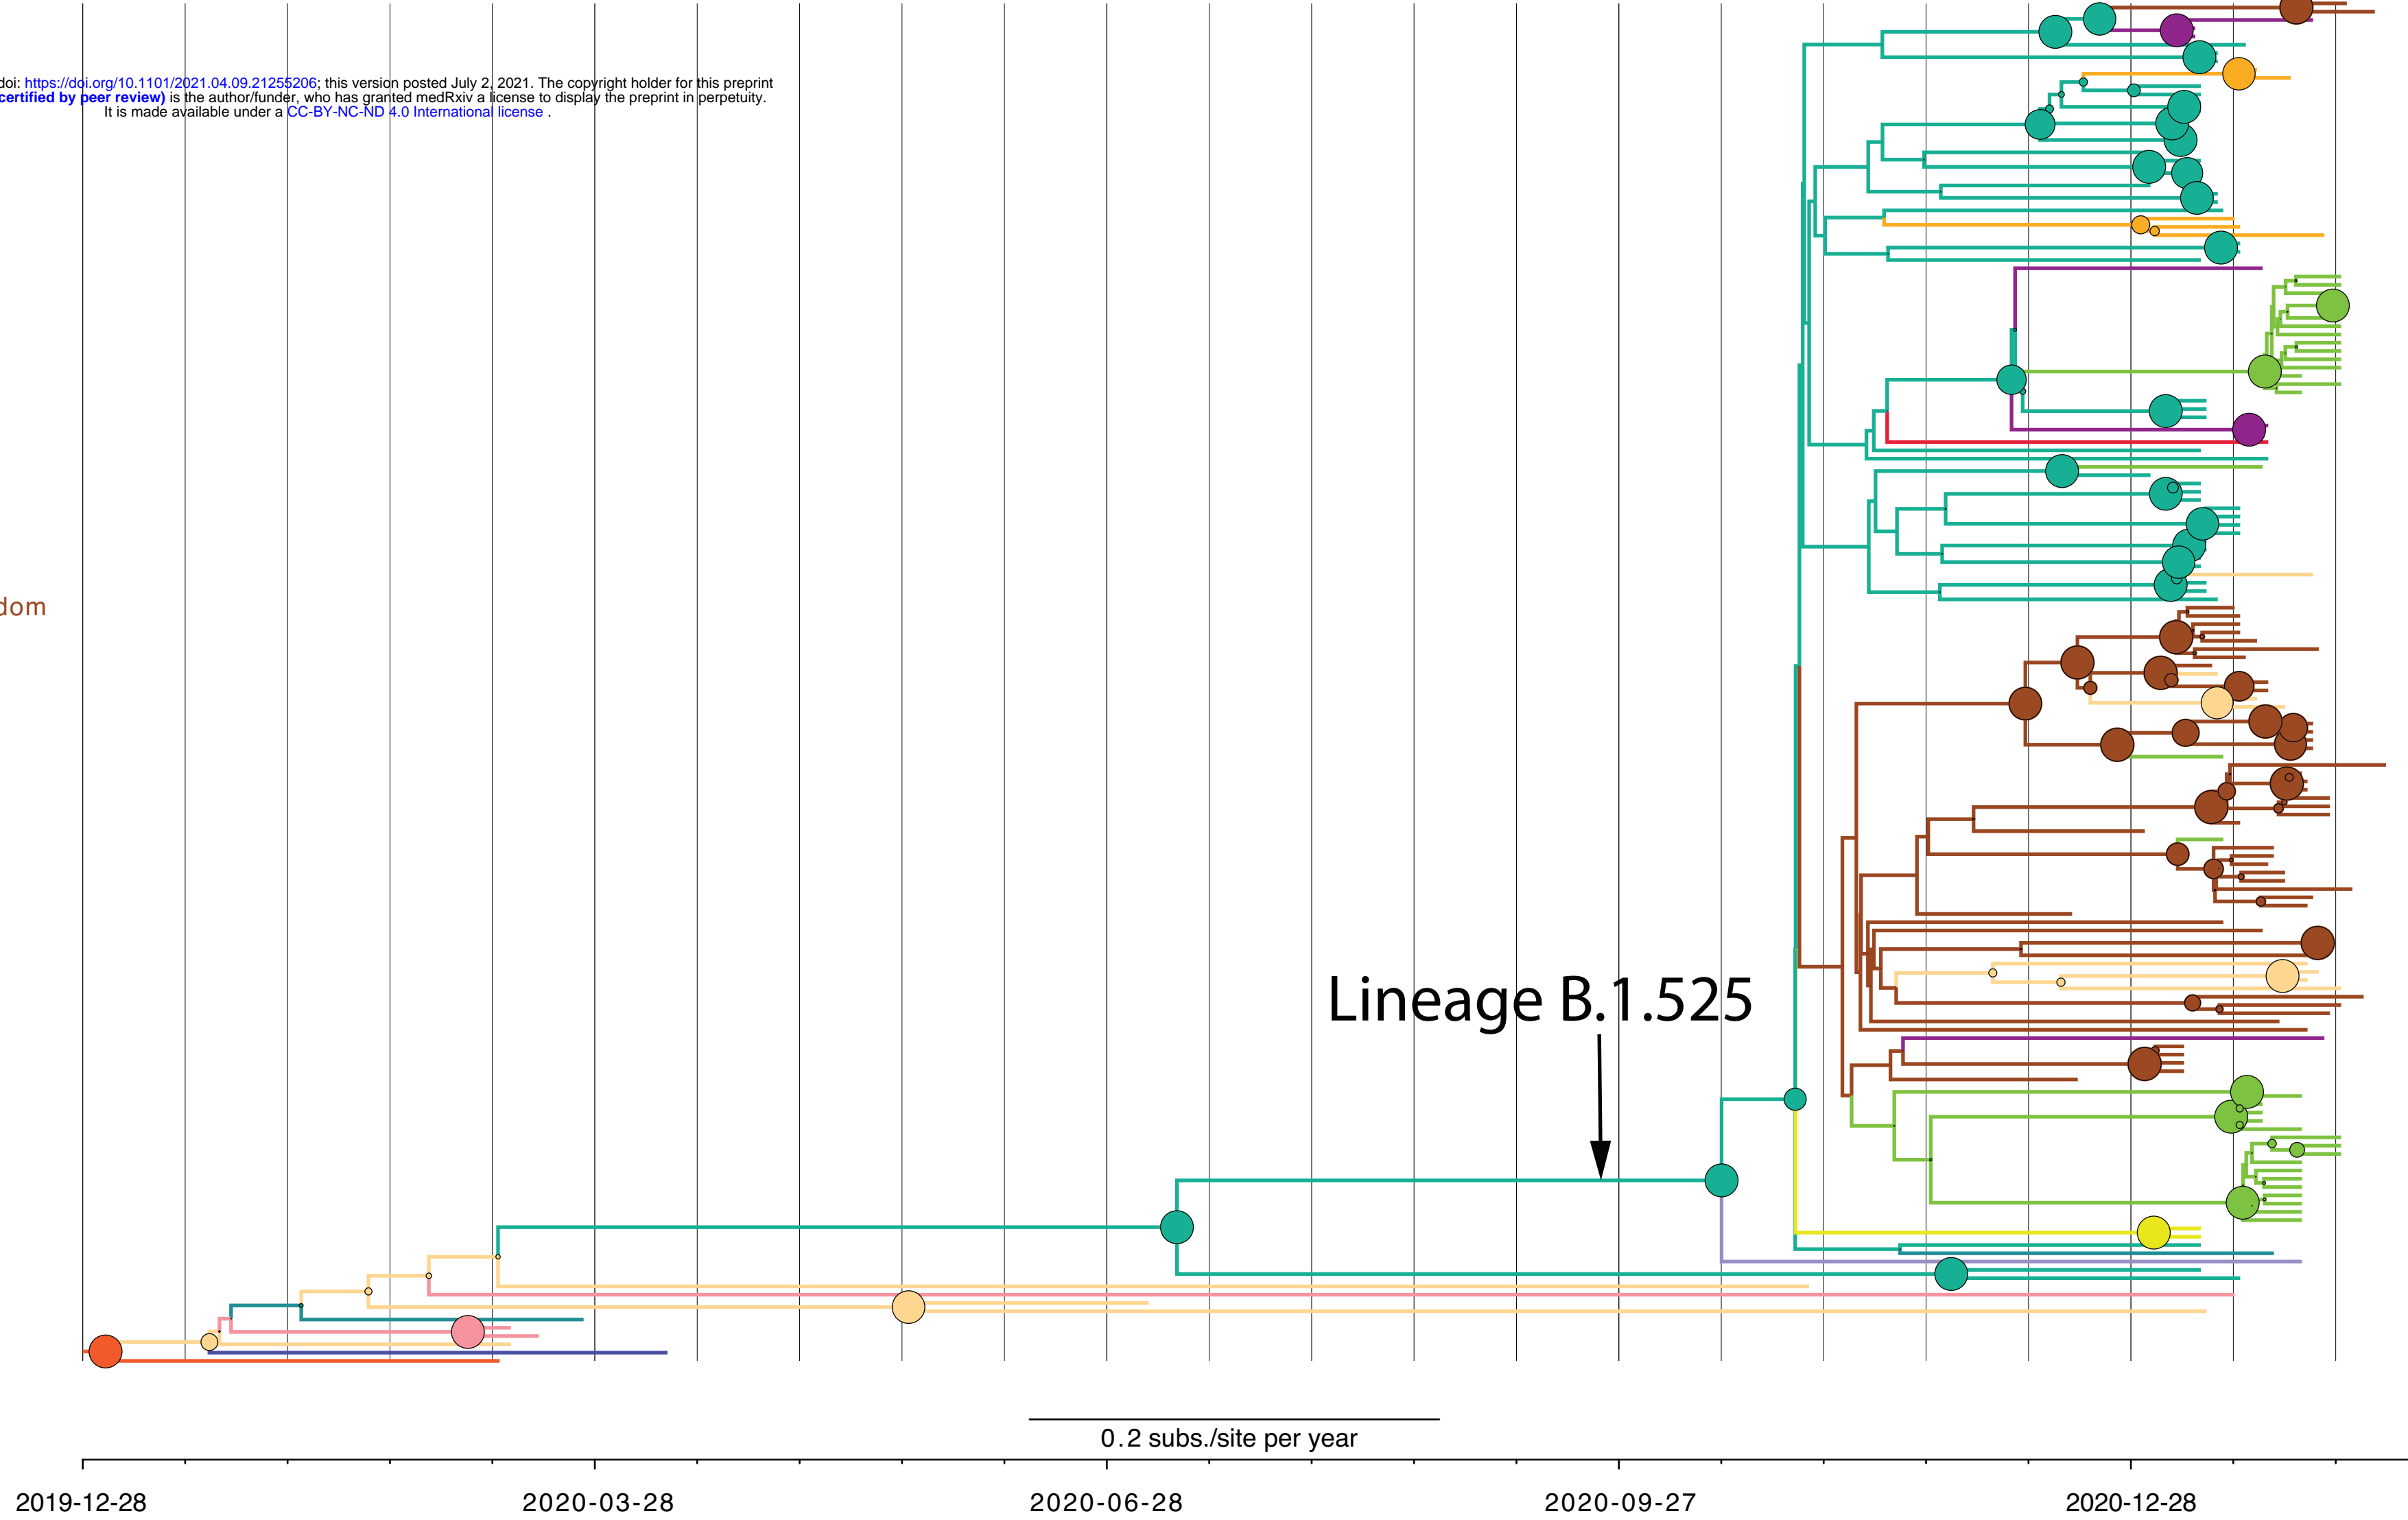 doi: https://doi.org/10.1101/2021.04.09.21255206; this version posted July 2, 2021. The copyright holder for this preprint
certified by peer review) is the author/funder, who has granted medRxiv a license to display the preprint in perpetuity.
It is made available under a CC-BY-NC-ND 4.0 International license .
dom
Lineage B.1.525
0.2 subs./site per year
2019-12-28 2020-03-28 2020-06-28 2020-09-27 2020-12-28